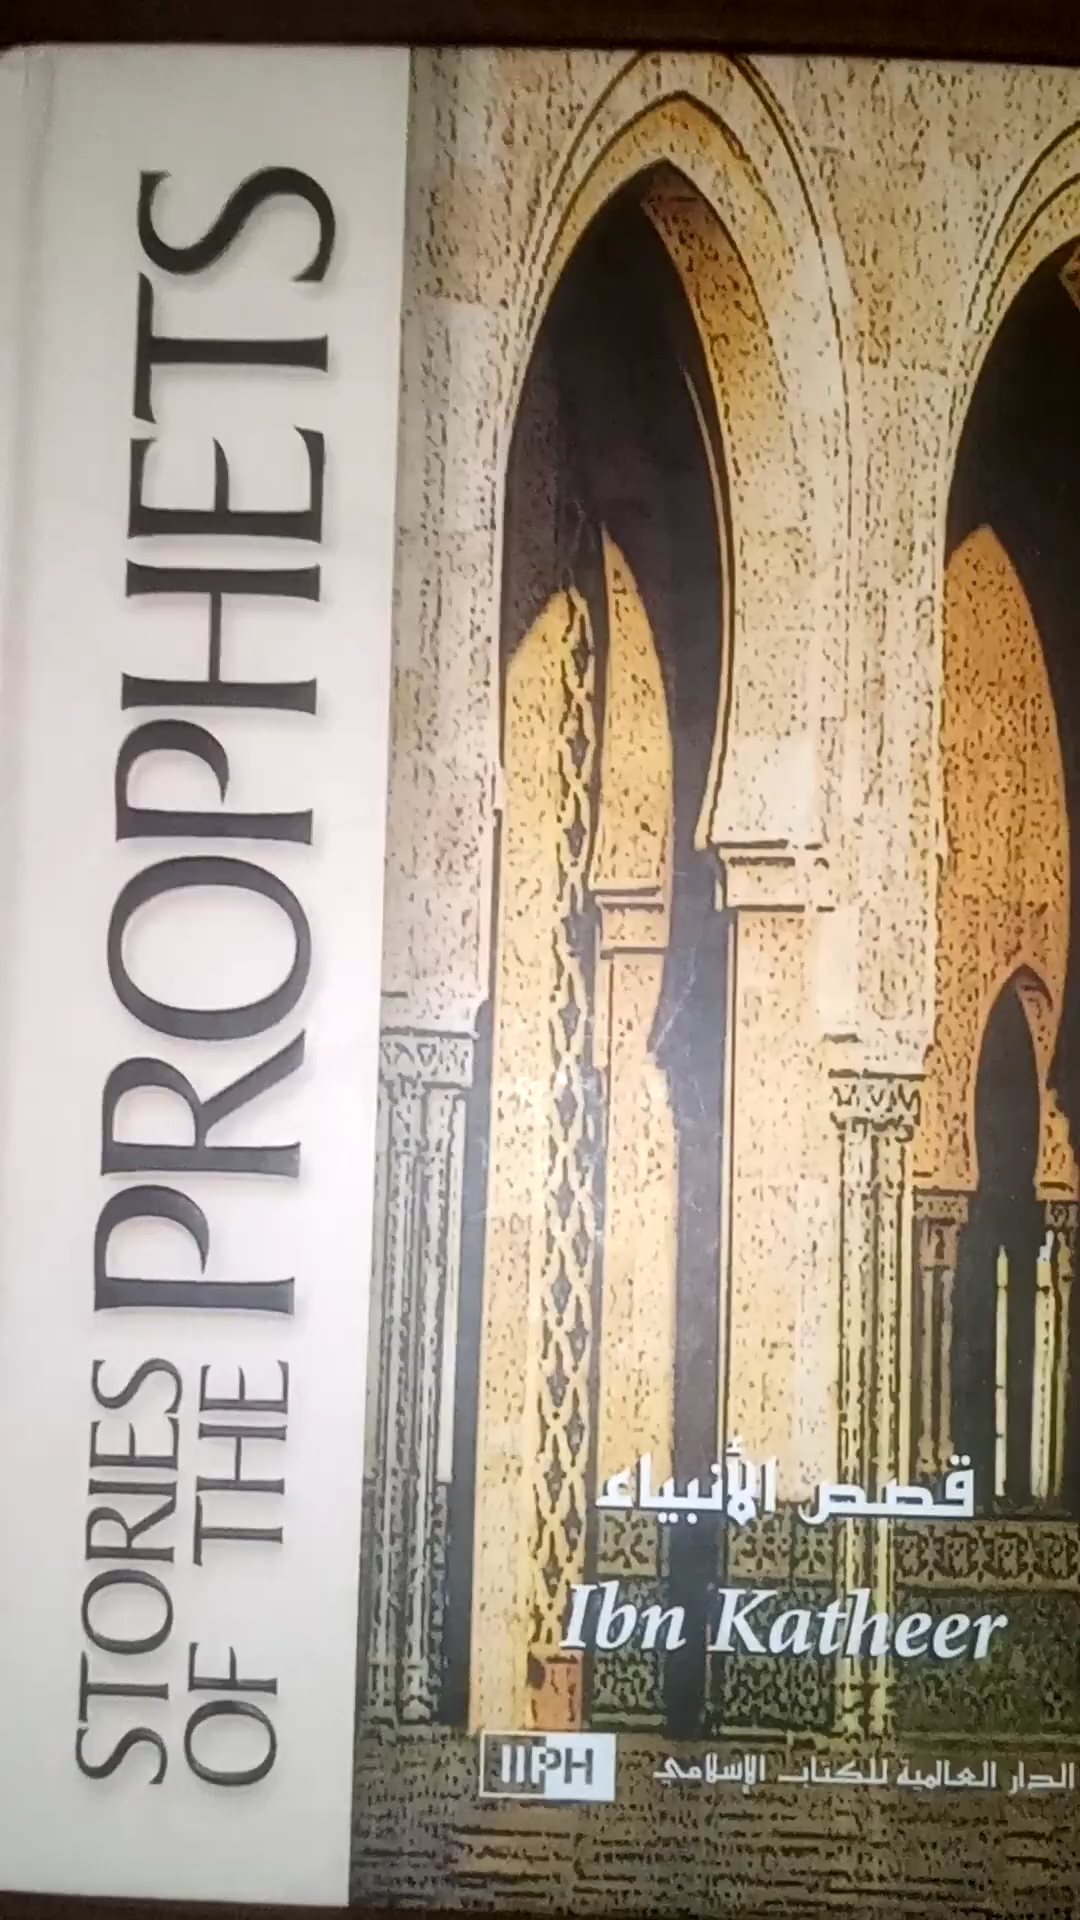 STORIES
OF THE
PROPHETS
قصص الأنبياء
Ibn Katheer
IIPH
الدار العالمية للكتاب الإسلامي